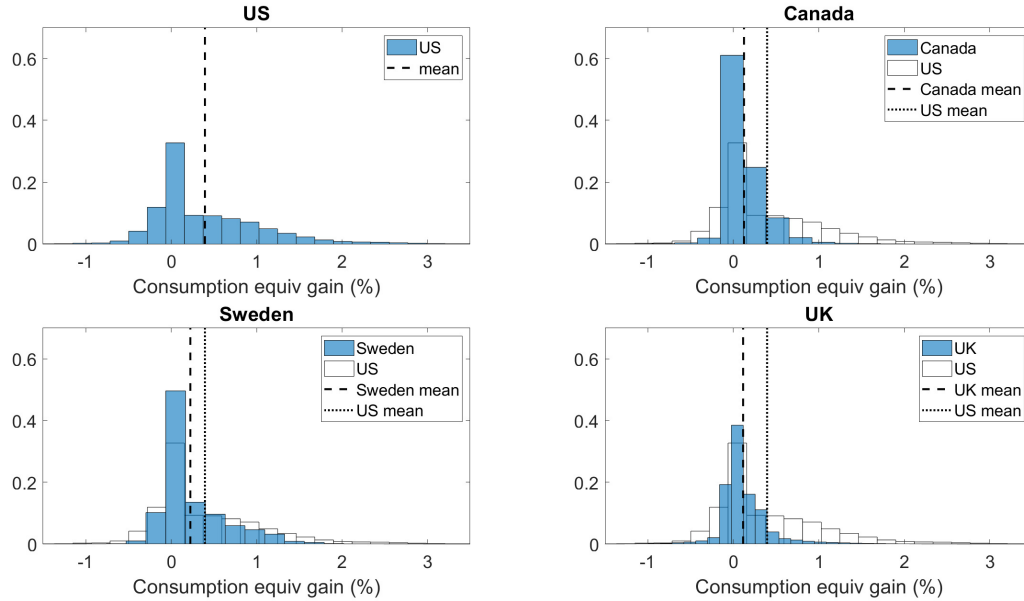 US
0.6
0.4
0.2
0
-1 0 1 2 3
Consumption equiv gain (%)
US
mean
Canada
0.6
0.4
0.2
0
-1 0 1 2 3
Consumption equiv gain (%)
Canada
US
Canada mean
US mean
Sweden
0.6
0.4
0.2
0
-1 0 1 2 3
Consumption equiv gain (%)
Sweden
US
Sweden mean
US mean
UK
0.6
0.4
0.2
0
-1 0 1 2 3
Consumption equiv gain (%)
UK
US
UK mean
US mean